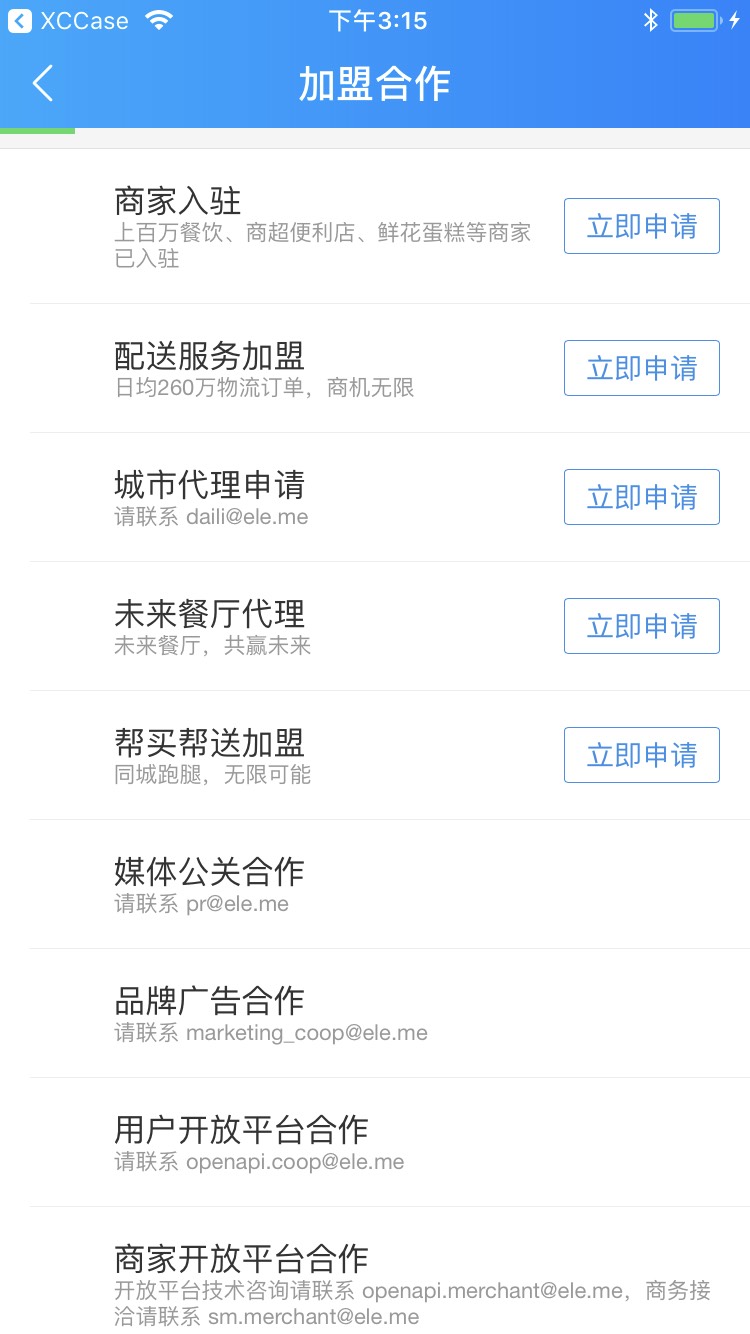 XCCase 下午3:15
加盟合作
商家入驻
上百万餐饮、商超便利店、鲜花蛋糕等商家
已入驻
立即申请
配送服务加盟
日均260万物流订单，商机无限
立即申请
城市代理申请
请联系 daili@ele.me
立即申请
未来餐厅代理
未来餐厅，共赢未来
立即申请
帮买帮送加盟
同城跑腿，无限可能
立即申请
媒体公关合作
请联系 pr@ele.me
品牌广告合作
请联系 marketing_coop@ele.me
用户开放平台合作
请联系 openapi.coop@ele.me
商家开放平台合作
开放平台技术咨询请联系 openapi.merchant@ele.me，商务接
洽请联系 sm.merchant@ele.me